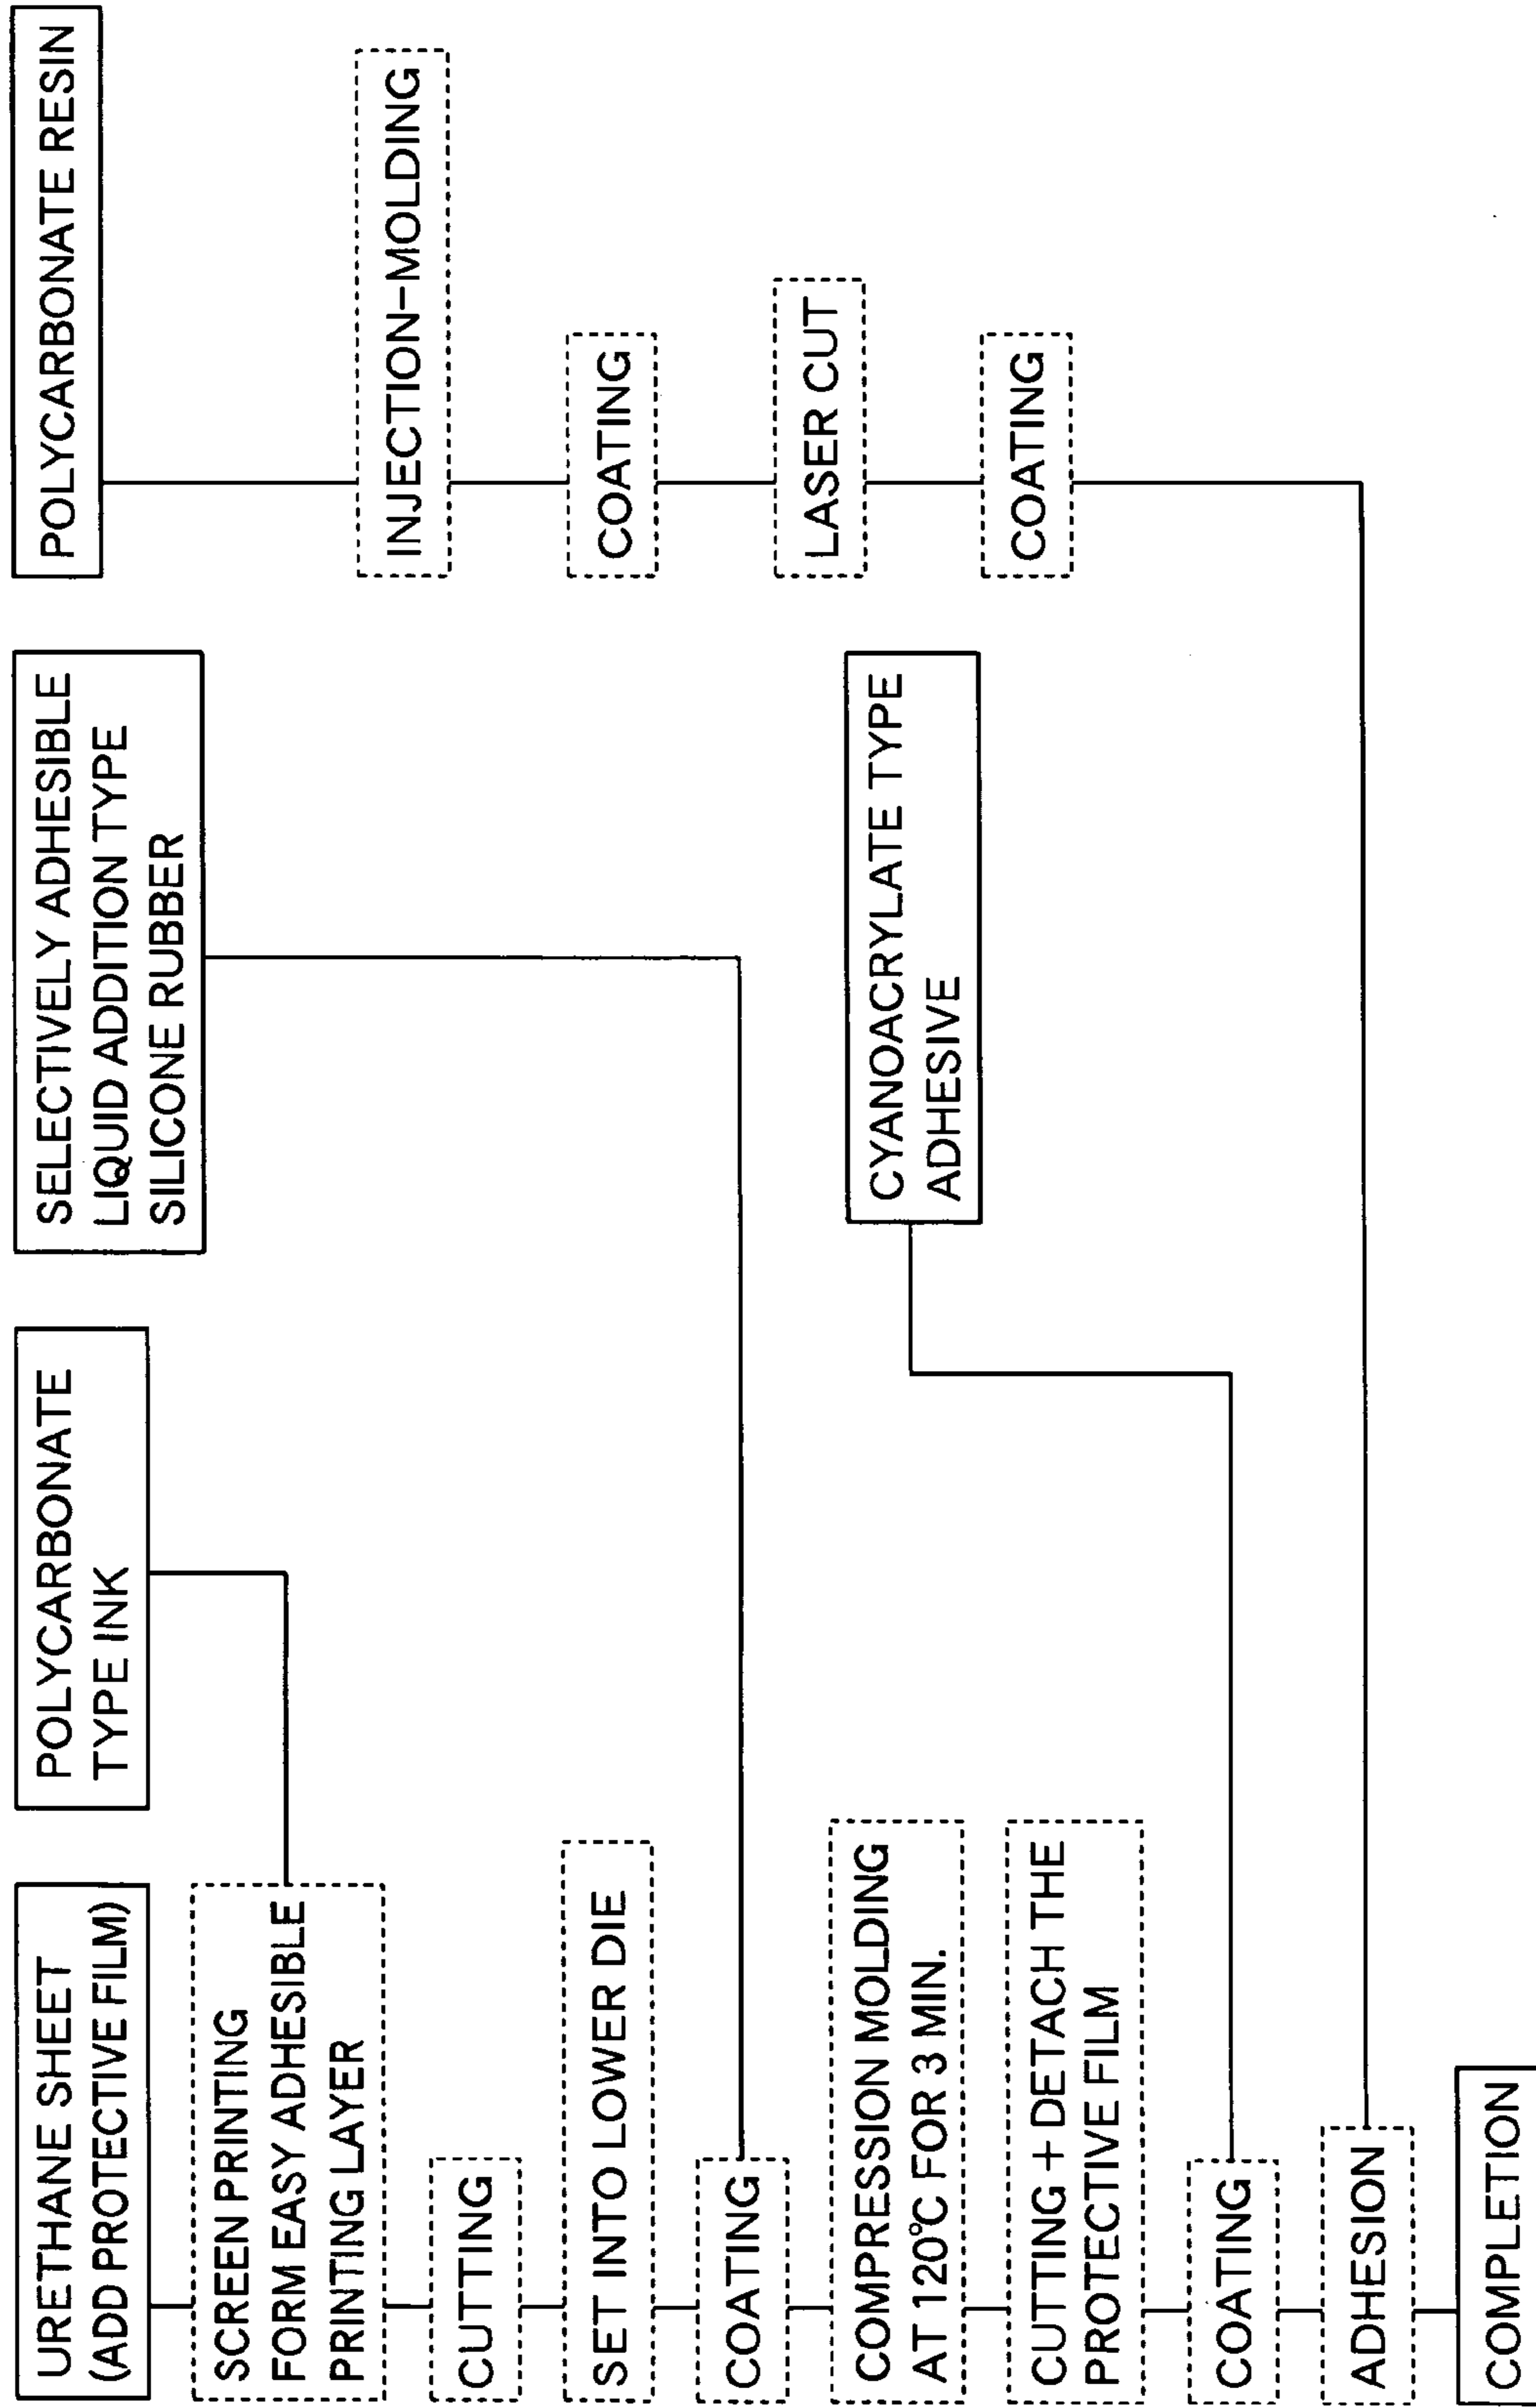 URETHANE SHEET
(ADD PROTECTIVE FILM)
SCREEN PRINTING
FORM EASY ADHESIBLE
PRINTING LAYER
CUTTING
SET INTO LOWER DIE
COATING
COMPRESSION MOLDING
AT 120°C FOR 3 MIN.
CUTTING + DETACH THE
PROTECTIVE FILM
COATING
ADHESION
COMPLETION
POLYCARBONATE
TYPE INK
SELECTIVELY ADHESIBLE
LIQUID ADDITION TYPE
SILICONE RUBBER
CYANOACRYLATE TYPE
ADHESIVE
POLYCARBONATE RESIN
INJECTION-MOLDING
COATING
LASER CUT
COATING